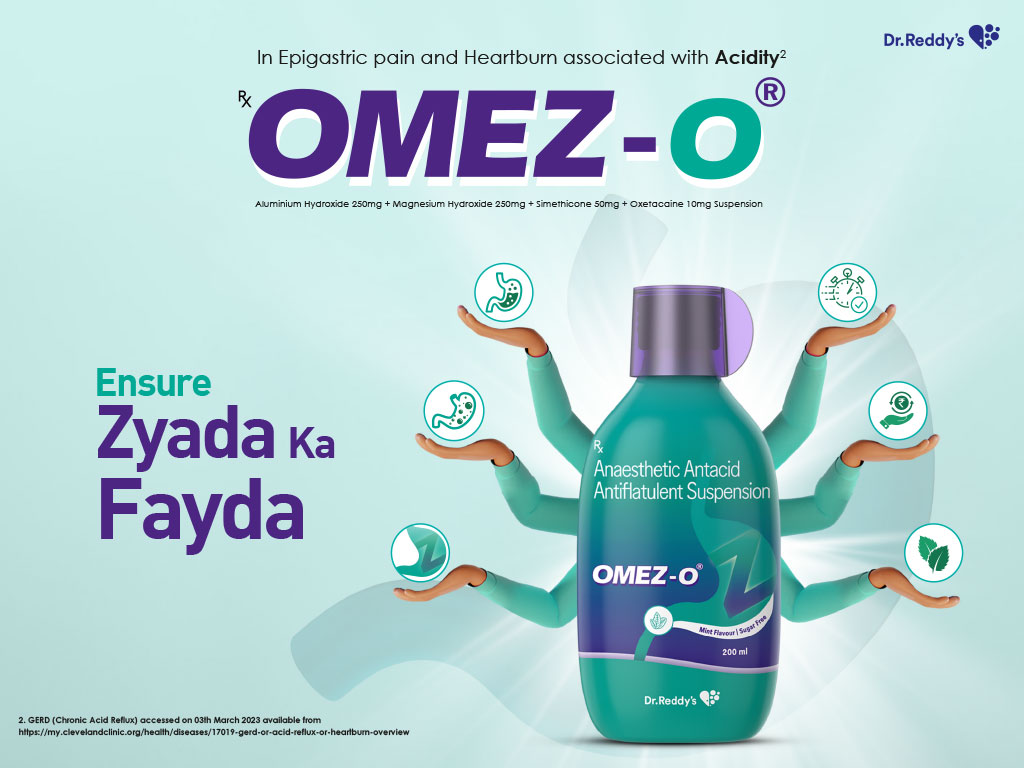 Dr.Reddy's
In Epigastric pain and Heartburn associated with Acidity²
Rx OMEZ-O®
Aluminium Hydroxide 250mg + Magnesium Hydroxide 250mg + Simethicone 50mg + Oxetacaine 10mg Suspension
Ensure
Zyada Ka
Fayda
Rx
Anaesthetic Antacid
Antiflatulent Suspension
OMEZ-O®
Mint Flavour | Sugar Free
200 ml
Dr.Reddy's
2. GERD (Chronic Acid Reflux) accessed on 03th March 2023 available from
https://my.clevelandclinic.org/health/diseases/17019-gerd-or-acid-reflux-or-heartburn-overview